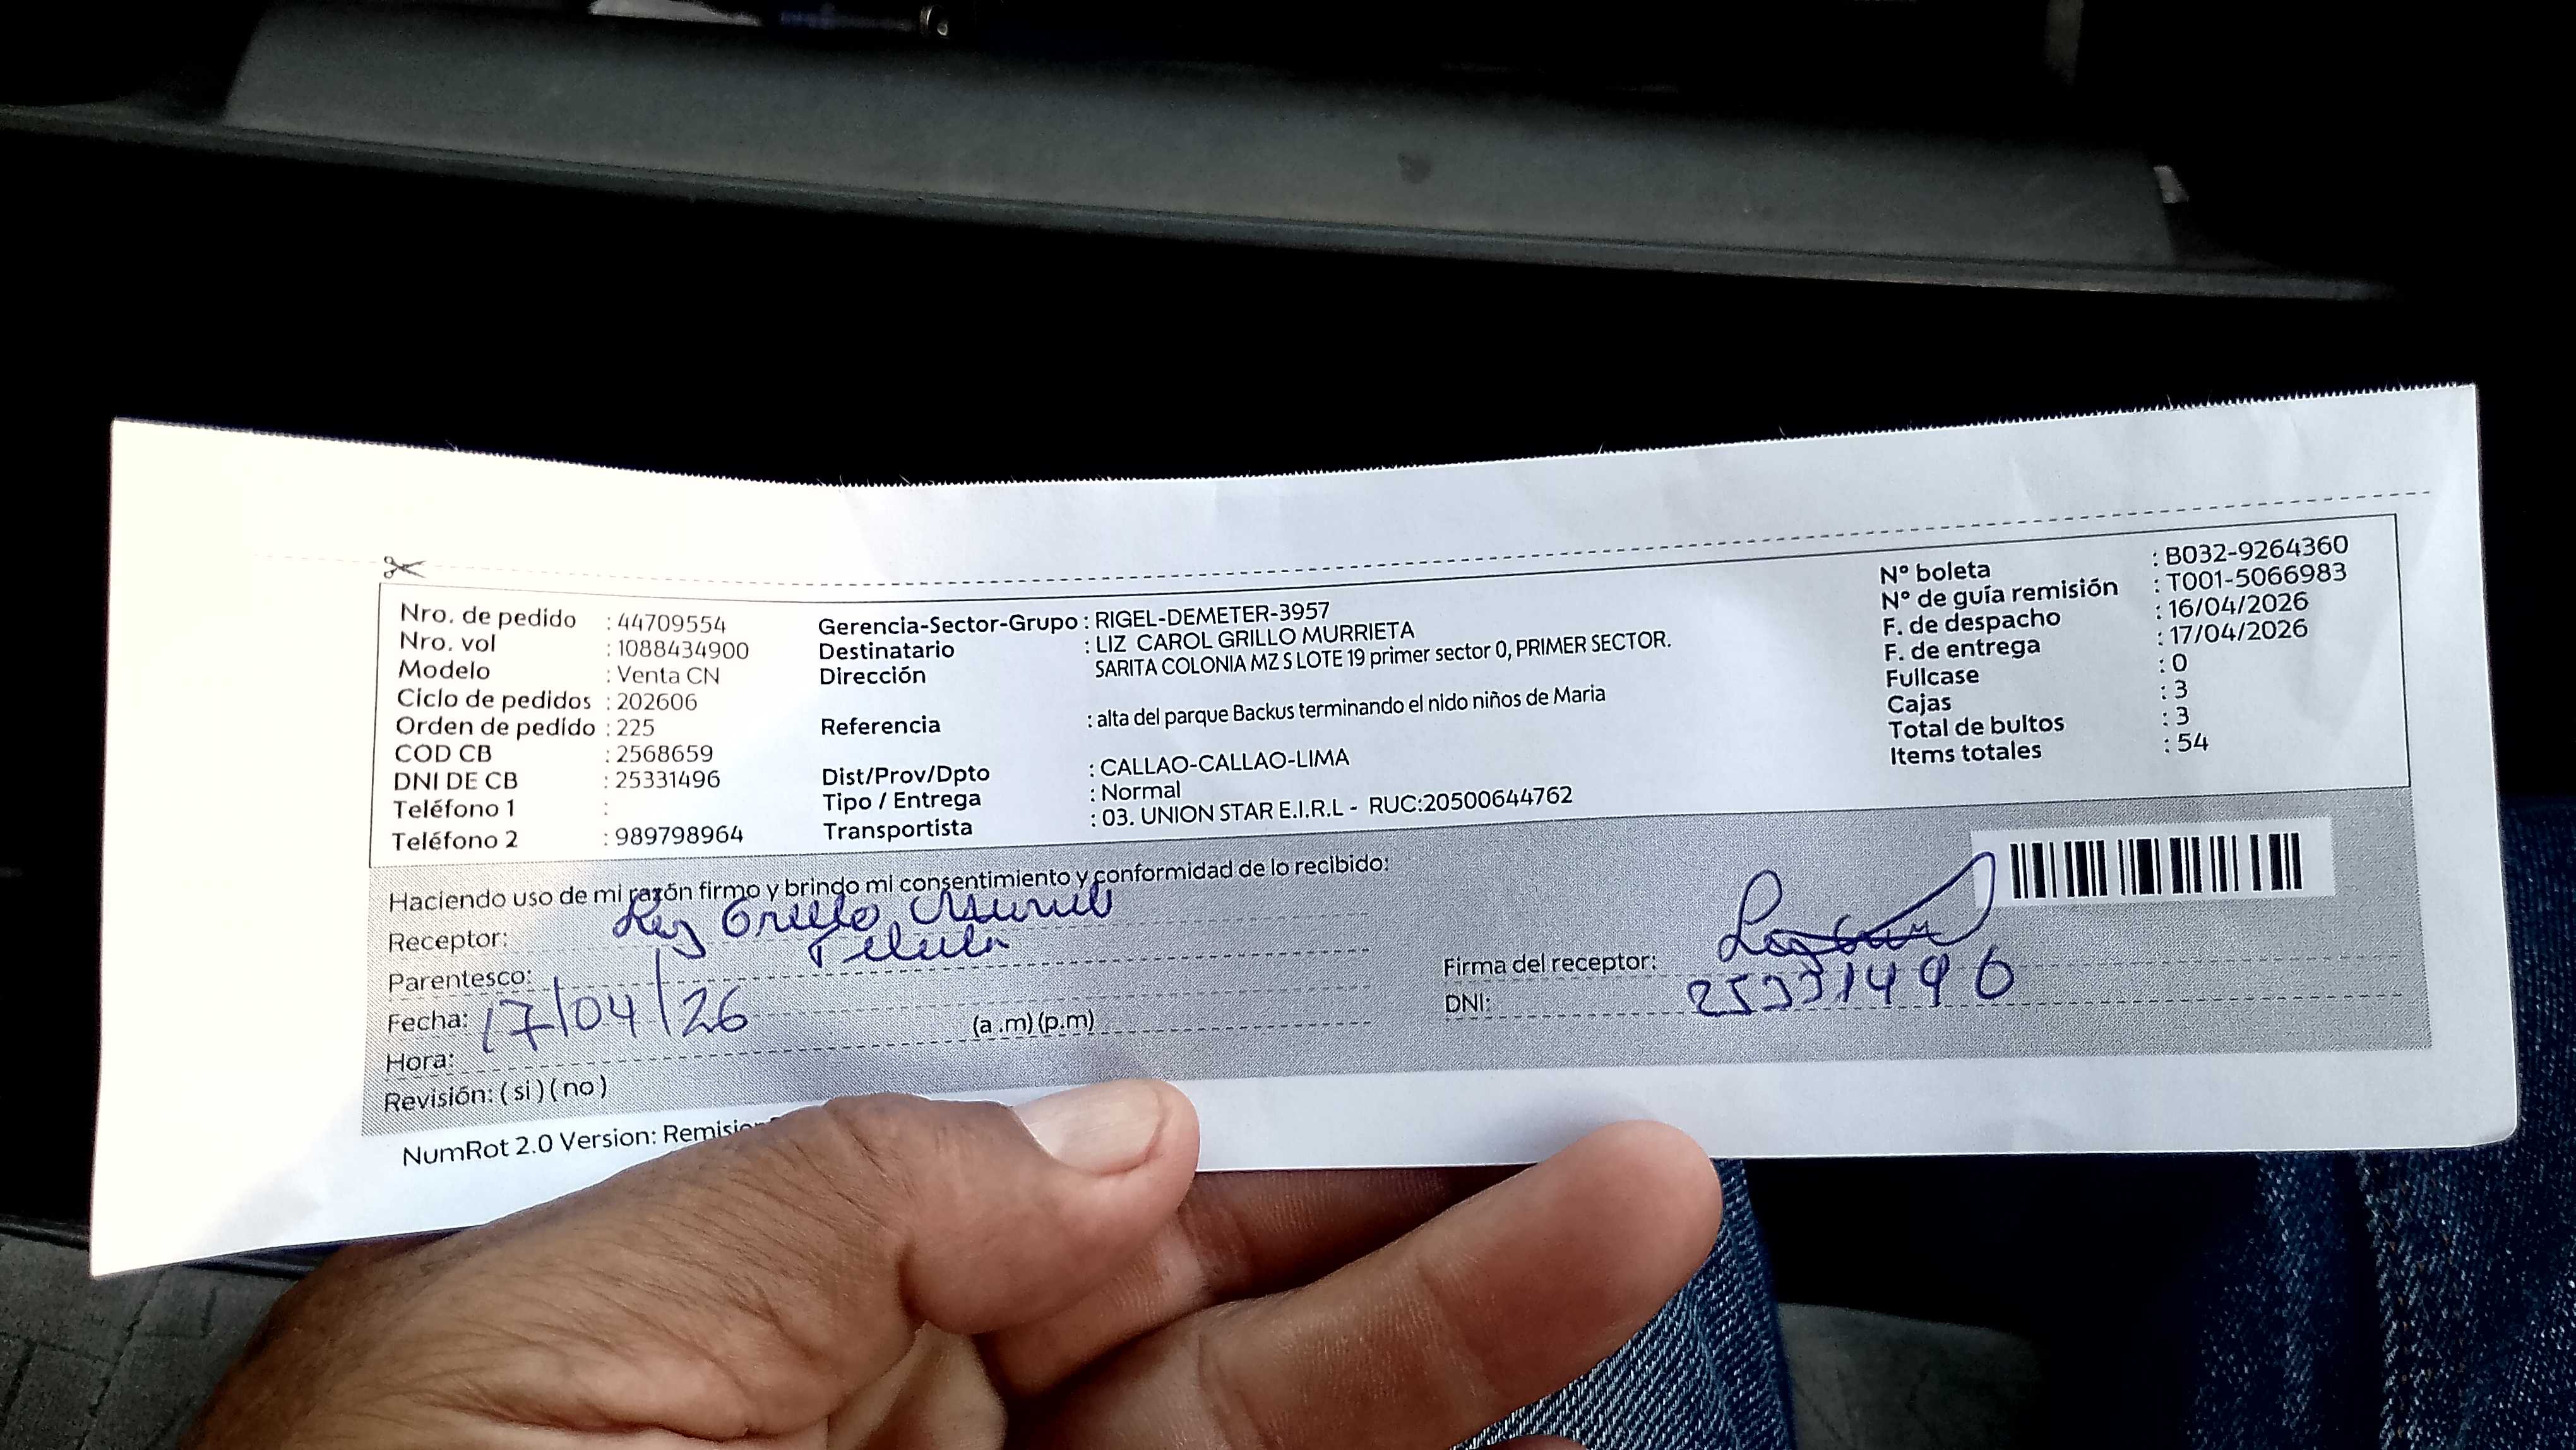 Nro. de pedido : 44709554
Nro. vol : 1088434900
Modelo : Venta CN
Ciclo de pedidos : 202606
Orden de pedido : 225
COD CB : 2568659
DNI DE CB : 25331496
Teléfono 1 :
Teléfono 2 : 989798964
Gerencia-Sector-Grupo : RIGEL-DEMETER-3957
Destinatario : LIZ CAROL GRILLO MURRIETA
Dirección SARITA COLONIA MZ S LOTE 19 primer sector 0, PRIMER SECTOR.
Referencia : alta del parque Backus terminando el nido niños de Maria
Dist/Prov/Dpto : CALLAO-CALLAO-LIMA
Tipo / Entrega : Normal
Transportista : 03. UNION STAR E.I.R.L - RUC:20500644762
Nº boleta : B032-9264360
Nº de guía remisión : T001-5066983
F. de despacho : 16/04/2026
F. de entrega : 17/04/2026
Fullcase : 0
Cajas : 3
Total de bultos : 3
Items totales : 54
Haciendo uso de mi razón firmo y brindo mi consentimiento y conformidad de lo recibido:
Receptor: Grillo
Parentesco:
Fecha: 17/04/26
Hora: (a .m) (p.m)
Revisión: ( si ) ( no )
Firma del receptor:
DNI: 25331496
NumRot 2.0 Version: